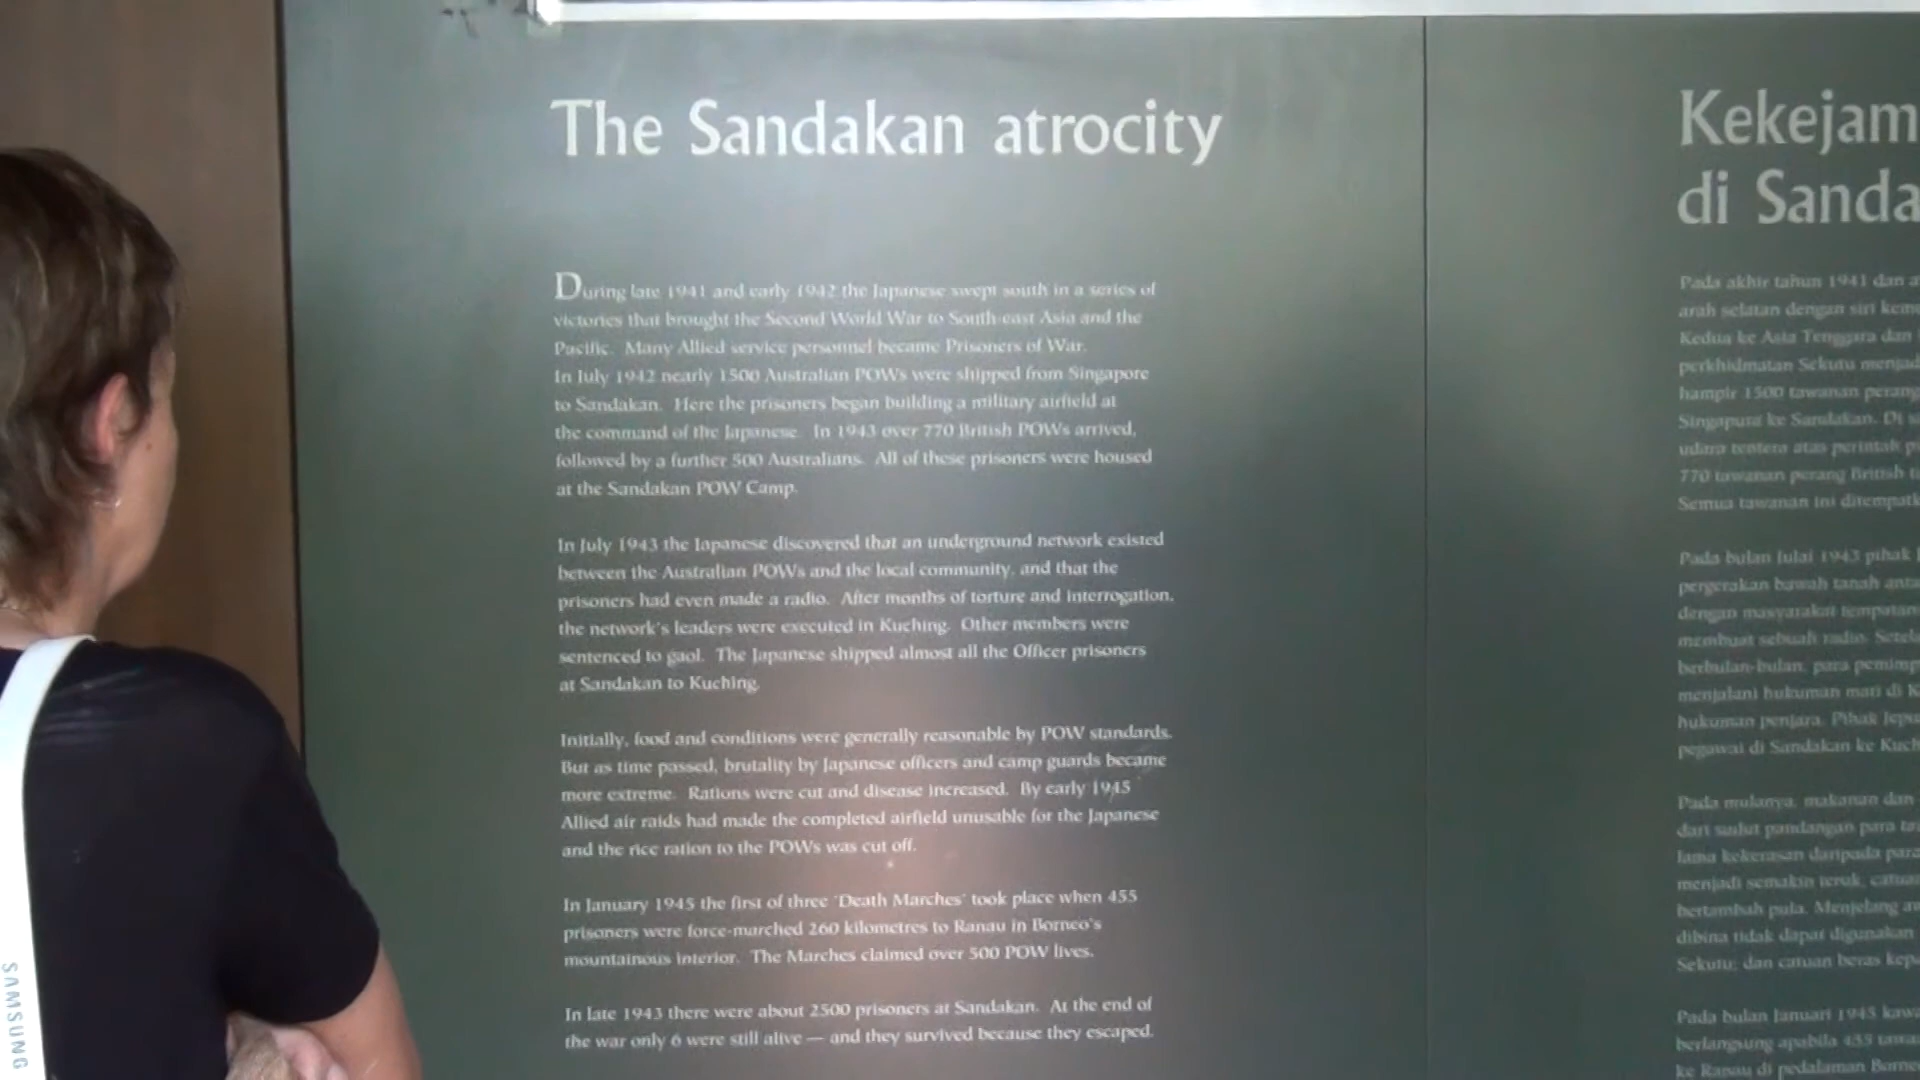 The Sandakan atrocity
During late 1941 and early 1942 the Japanese swept south in a series of
victories that brought the Second World War to South-east Asia and the
Pacific. Many Allied service personnel became Prisoners of War.
In July 1942 nearly 1500 Australian POWs were shipped from Singapore
to Sandakan. Here the prisoners began building a military airfield at
the command of the Japanese. In 1943 over 770 British POWs arrived,
followed by a further 500 Australians. All of these prisoners were housed
at the Sandakan POW Camp.
In July 1943 the Japanese discovered that an underground network existed
between the Australian POWs and the local community, and that the
prisoners had even made a radio. After months of torture and interrogation,
the network's leaders were executed in Kuching. Other members were
sentenced to gaol. The Japanese shipped almost all the Officer prisoners
at Sandakan to Kuching.
Initially, food and conditions were generally reasonable by POW standards.
But as time passed, brutality by Japanese officers and camp guards became
more extreme. Rations were cut and disease increased. By early 1945
Allied air raids had made the completed airfield unusable for the Japanese
and the rice ration to the POWs was cut off.
In January 1945 the first of three 'Death Marches' took place when 455
prisoners were force-marched 260 kilometres to Ranau in Borneo's
mountainous interior. The Marches claimed over 500 POW lives.
In late 1943 there were about 2500 prisoners at Sandakan. At the end of
the war only 6 were still alive — and they survived because they escaped.
Kekejam
di Sanda
Pada akhir tahun 1941 dan a
arah selatan dengan siri keme
Kedua ke Asia Tenggara dan
perkhidmatan Sekutu menjad
hampir 1500 tawanan perang
Singapura ke Sandakan. Di s
udara tentera atas perintah p
770 tawanan perang British t
Semua tawanan ini ditempatk
Pada bulan Julai 1943 pihak J
pergerakan bawah tanah anta
dengan masyarakat tempatan
membuat sebuah radio. Setela
berbulan-bulan, para pemimp
menjalani hukuman mati di K
hukuman penjara. Pihak Jepu
pegawai di Sandakan ke Kuch
Pada mulanya, makanan dan
dari sudut pandangan para ta
lama kekerasan daripada para
menjadi semakin teruk, catua
bertambah pula. Menjelang aw
dibina tidak dapat digunakan
Sekutu; dan catuan beras kepa
Pada bulan Januari 1945 kawa
berlangsung apabila 455 tawa
ke Ranau di pedalaman Borne
SAMSUNG